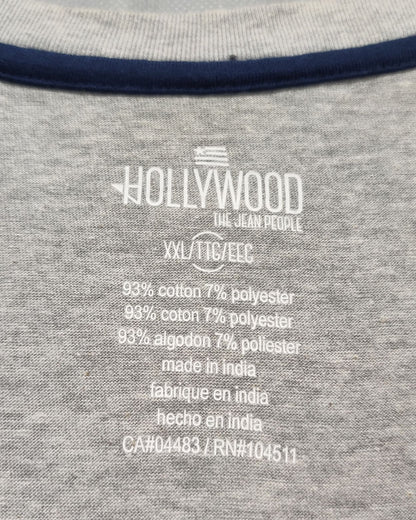 HOLLYWOOD
THE JEAN PEOPLE
XXL/TTG/EEC
93% cotton 7% polyester
93% coton 7% polyester
93% algodon 7% poliester
made in india
fabrique en india
hecho en india
CA#04483 / RN#104511